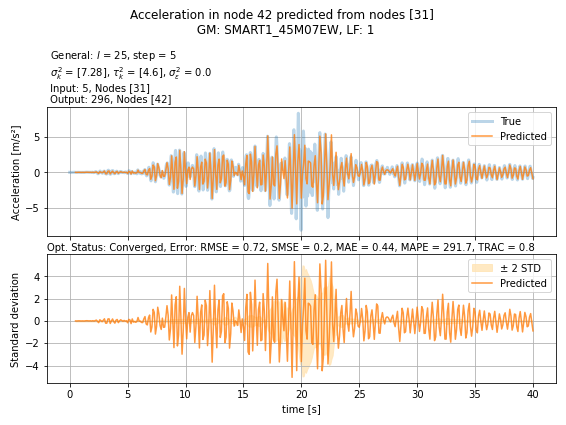 Acceleration in node 42 predicted from nodes [31]
GM: SMART1_45M07EW, LF: 1
General: l = 25, step = 5
σ²ₖ = [7.28], τ²ₖ = [4.6], σ²ε = 0.0
Input: 5, Nodes [31]
Output: 296, Nodes [42]
Acceleration [m/s²]
5
0
−5
True
Predicted
Opt. Status: Converged, Error: RMSE = 0.72, SMSE = 0.2, MAE = 0.44, MAPE = 291.7, TRAC = 0.8
Standard deviation
4
2
0
−2
−4
± 2 STD
Predicted
0 5 10 15 20 25 30 35 40
time [s]